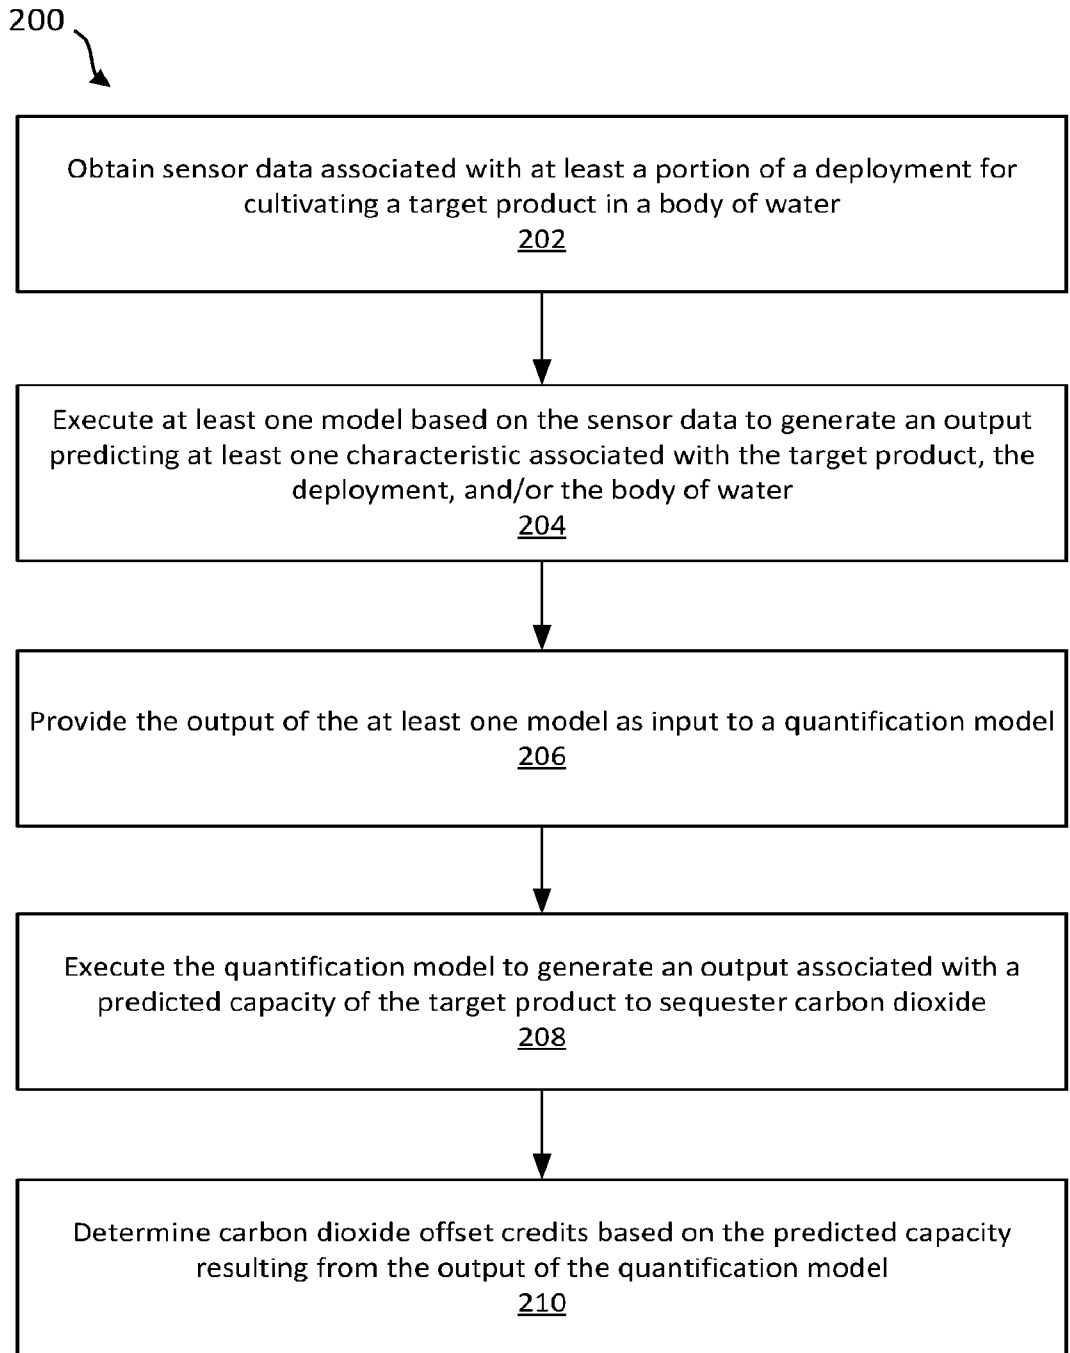 200
Obtain sensor data associated with at least a portion of a deployment for
cultivating a target product in a body of water
202
Execute at least one model based on the sensor data to generate an output
predicting at least one characteristic associated with the target product, the
deployment, and/or the body of water
204
Provide the output of the at least one model as input to a quantification model
206
Execute the quantification model to generate an output associated with a
predicted capacity of the target product to sequester carbon dioxide
208
Determine carbon dioxide offset credits based on the predicted capacity
resulting from the output of the quantification model
210